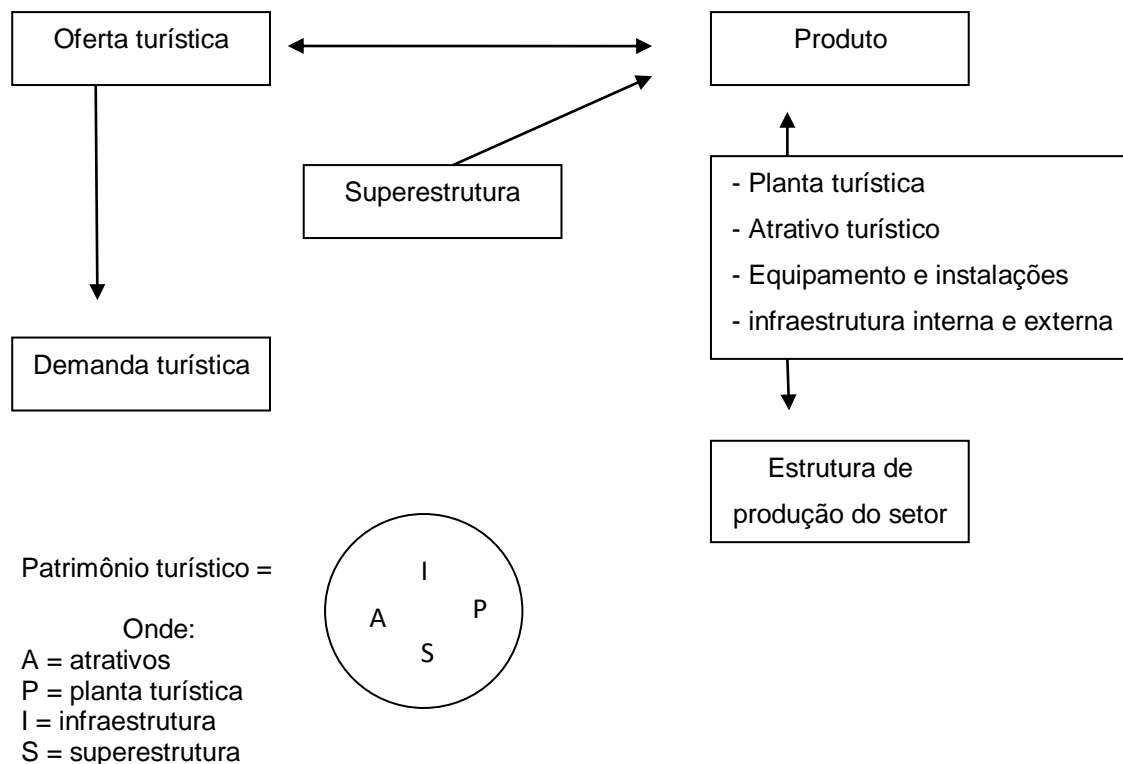 Oferta turística
Produto
Superestrutura
- Planta turística
- Atrativo turístico
- Equipamento e instalações
- infraestrutura interna e externa
Demanda turística
Estrutura de
produção do setor
Patrimônio turístico =
I
A
P
S
Onde:
A = atrativos
P = planta turística
I = infraestrutura
S = superestrutura